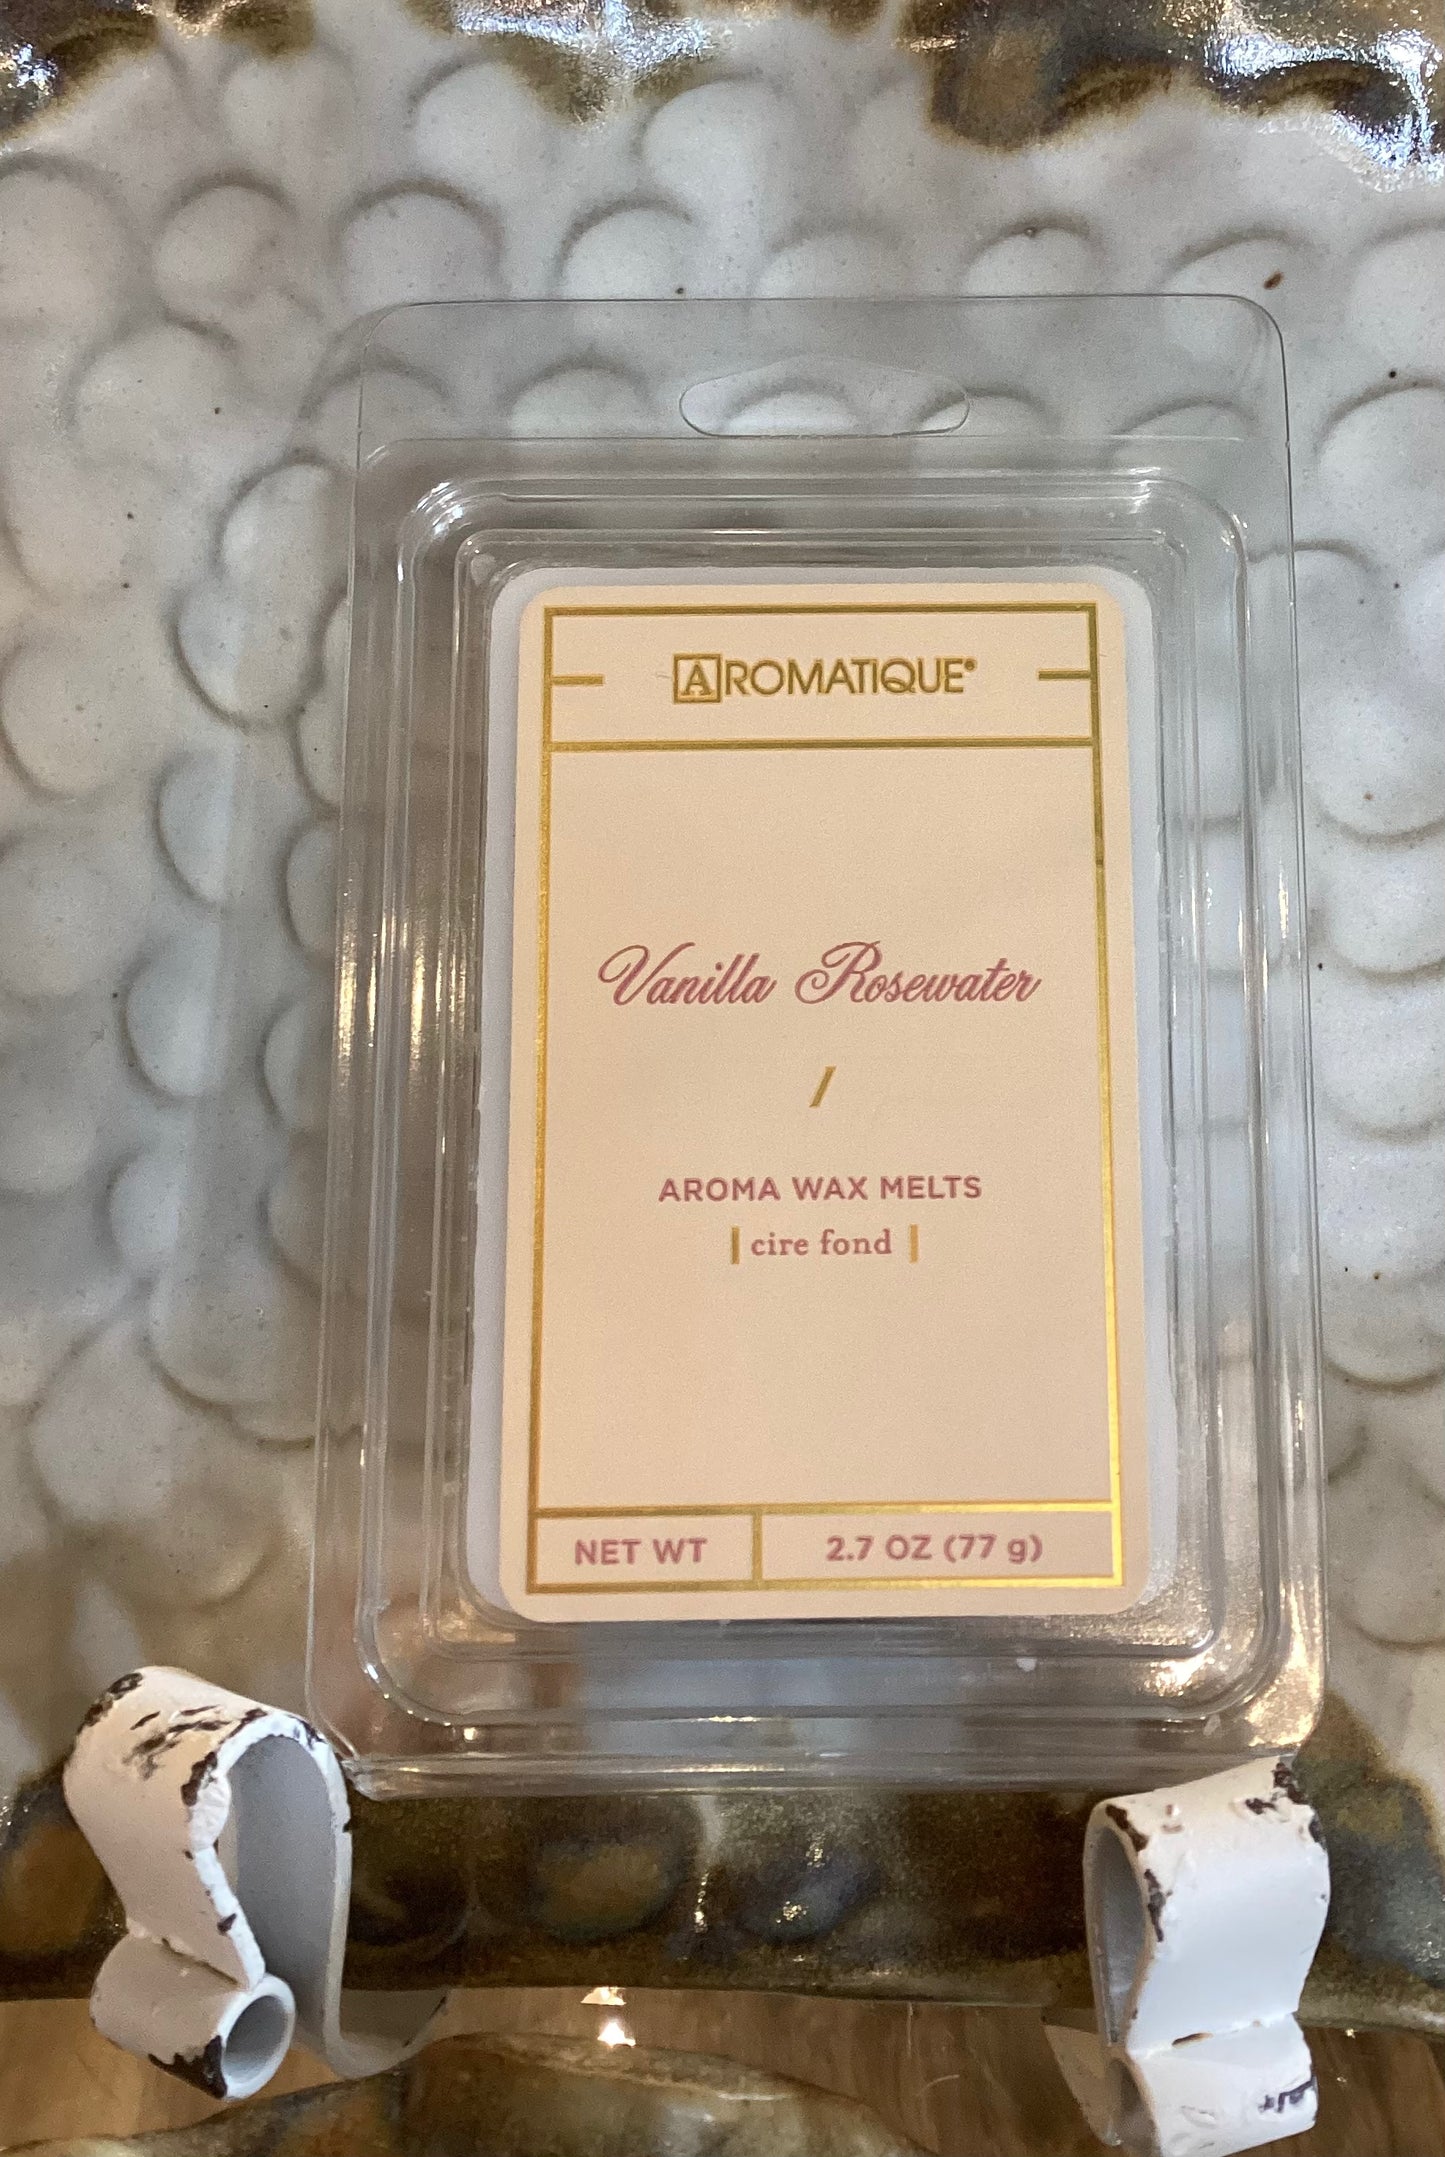 AROMATIQUE®
Vanilla Rosewater
/
AROMA WAX MELTS
| cire fond |
NET WT 2.7 OZ (77 g)